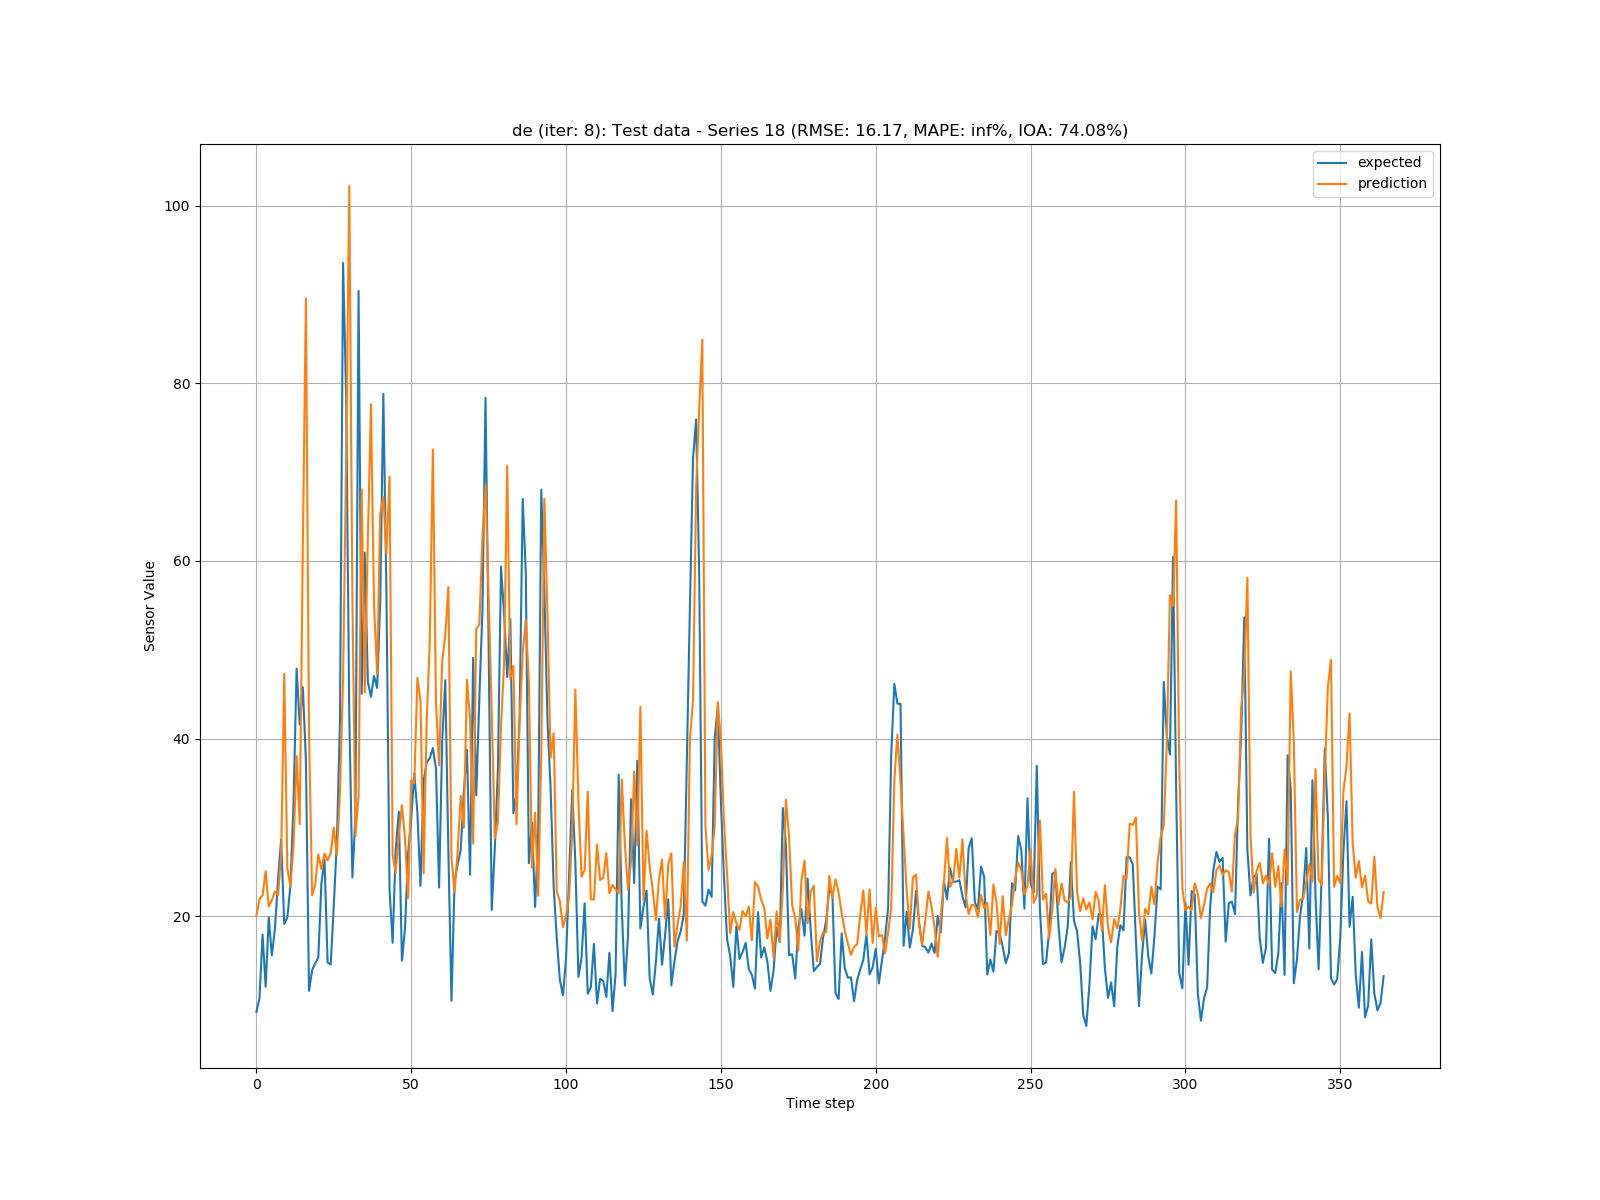 de (iter: 8): Test data - Series 18 (RMSE: 16.17, MAPE: inf%, IOA: 74.08%)
expected
prediction
100
80
60
40
20
Sensor Value
0 50 100 150 200 250 300 350
Time step